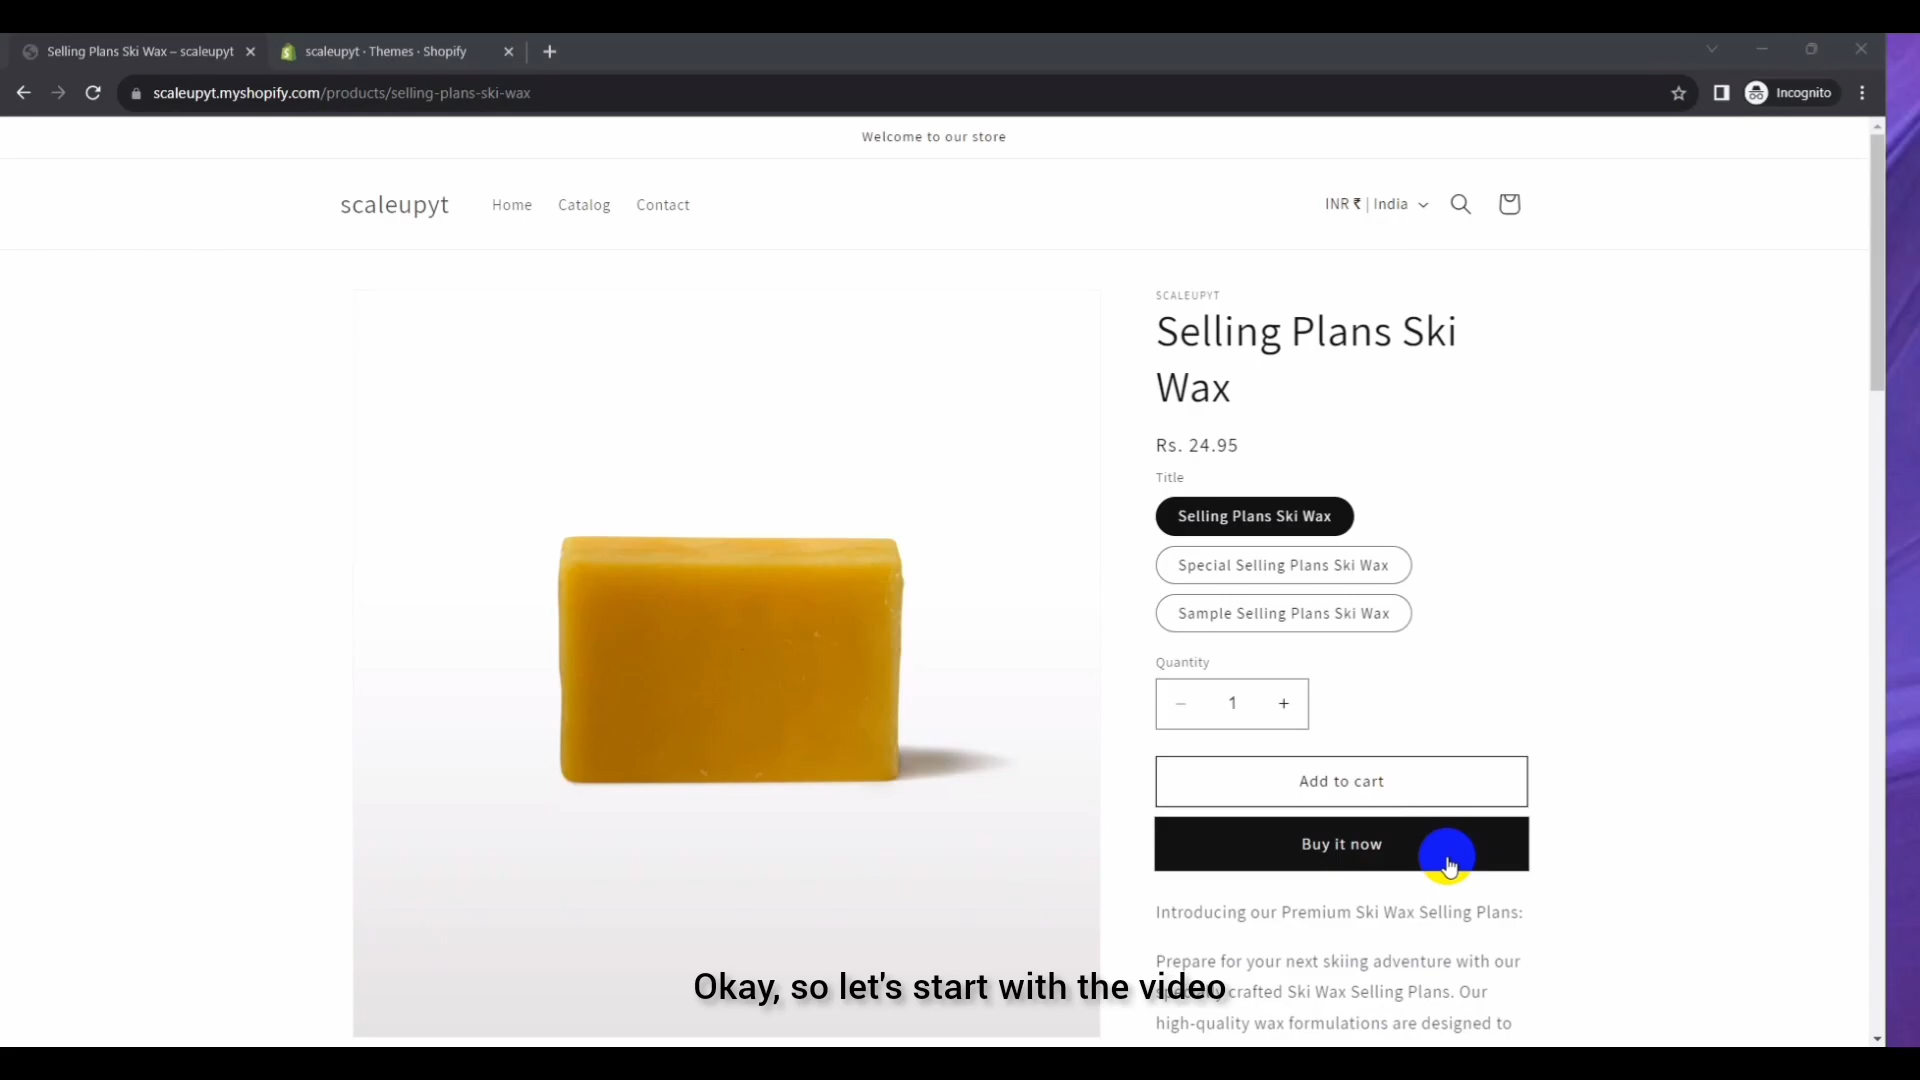 Selling Plans Ski Wax – scaleupyt
scaleupyt · Themes · Shopify
scaleupyt.myshopify.com/products/selling-plans-ski-wax
Incognito
Welcome to our store
scaleupyt
Home Catalog Contact
INR ₹ | India
SCALEUPYT
Selling Plans Ski
Wax
Rs. 24.95
Title
Selling Plans Ski Wax
Special Selling Plans Ski Wax
Sample Selling Plans Ski Wax
Quantity
− 1 +
Add to cart
Buy it now
Introducing our Premium Ski Wax Selling Plans:
Prepare for your next skiing adventure with our
crafted Ski Wax Selling Plans. Our
high-quality wax formulations are designed to
Okay, so let's start with the video